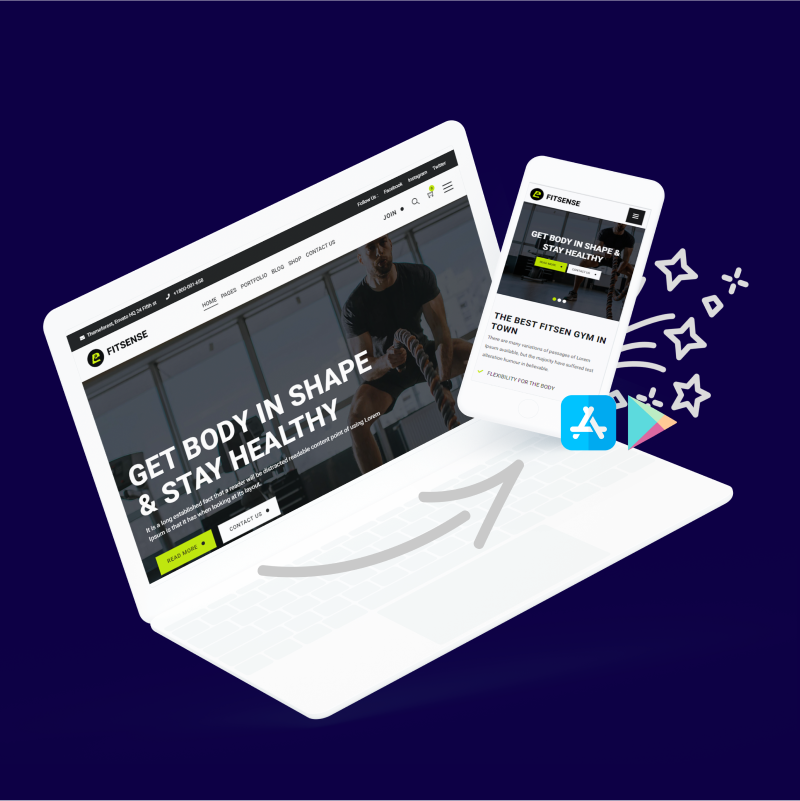 Themeforest, Envato HQ 24 Fifth st +1800-001-658 Follow Us : Facebook Instagram Twitter
FITSENSE
HOME PAGES PORTFOLIO BLOG SHOP CONTACT US
JOIN
GET BODY IN SHAPE
& STAY HEALTHY
It is a long established fact that a reader will be distracted readable content point of using Lorem
Ipsum is that it has when looking at its layout.
READ MORE
CONTACT US
FITSENSE
GET BODY IN SHAPE &
STAY HEALTHY
READ MORE
CONTACT US
THE BEST FITSEN GYM IN
TOWN
There are many variations of passages of Lorem
Ipsum available, but the majority have suffered text
alteration humour in believable.
FLEXIBILITY FOR THE BODY